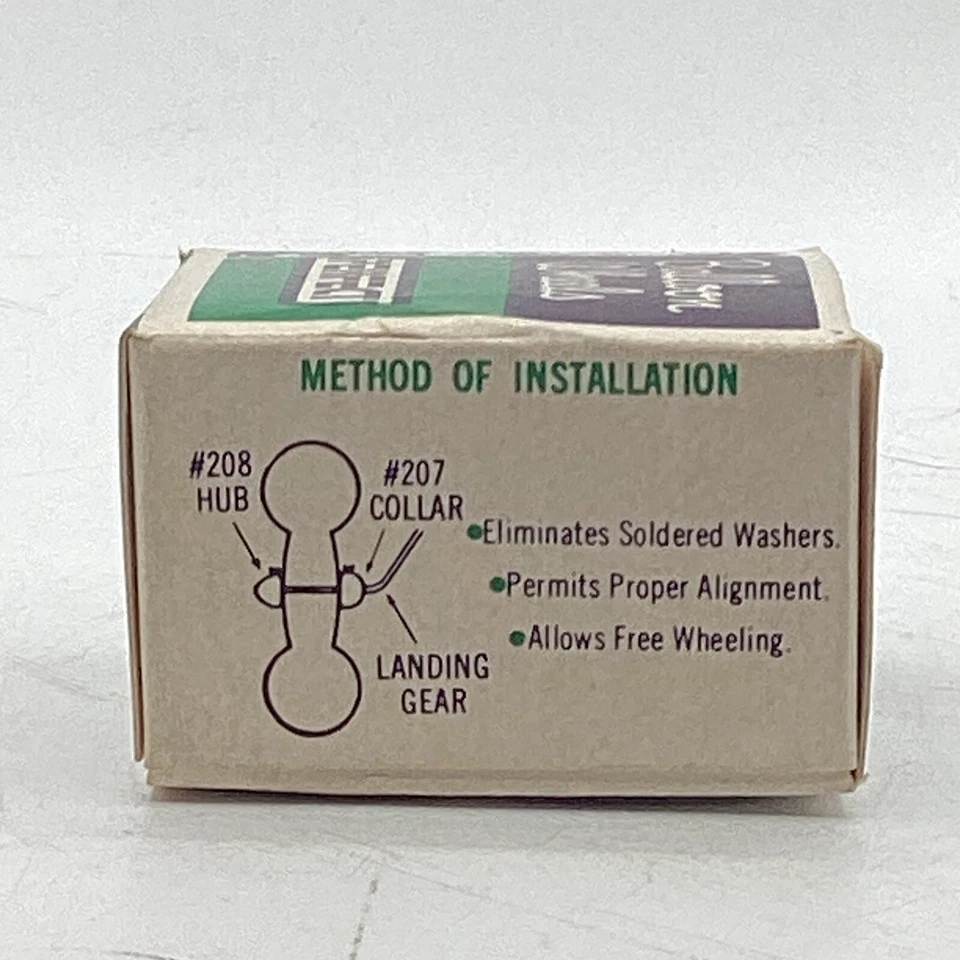 METHOD OF INSTALLATION
#208
HUB
#207
COLLAR
LANDING
GEAR
•Eliminates Soldered Washers.
•Permits Proper Alignment.
•Allows Free Wheeling.